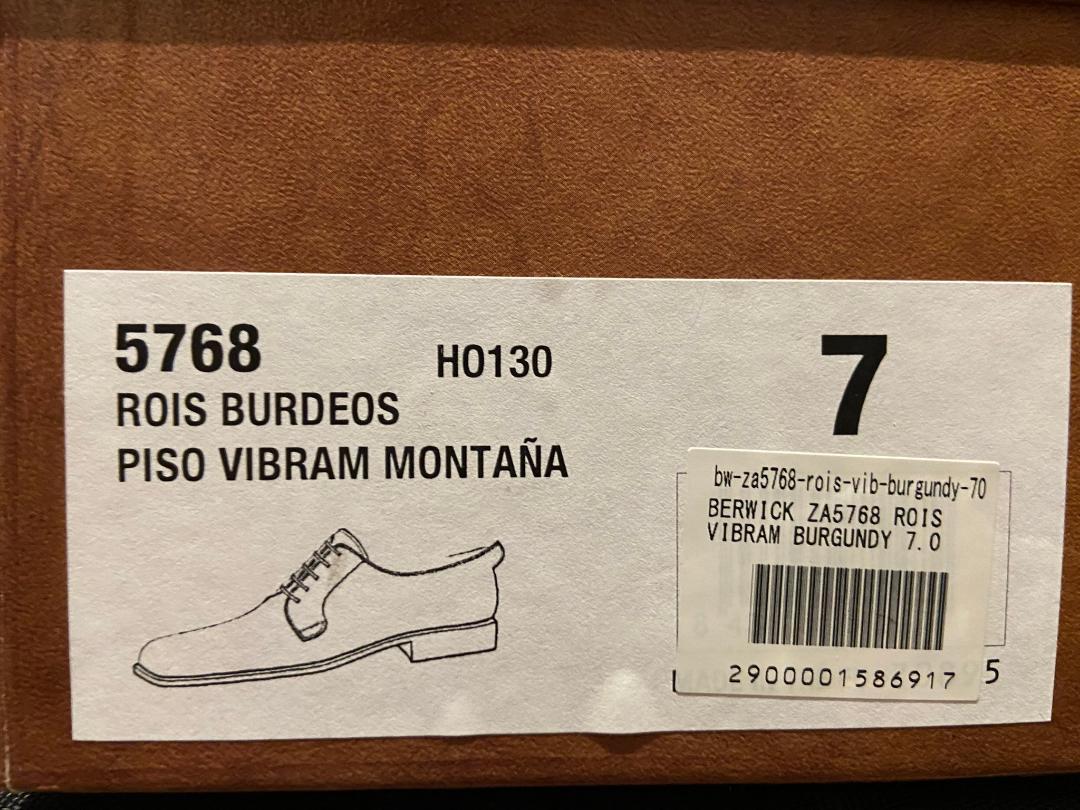 5768
HO130
7
ROIS BURDEOS
PISO VIBRAM MONTAÑA
bw-za5768-rois-vib-burgundy-70
BERWICK ZA5768 ROIS
VIBRAM BURGUNDY 7.0
2900001586917
5